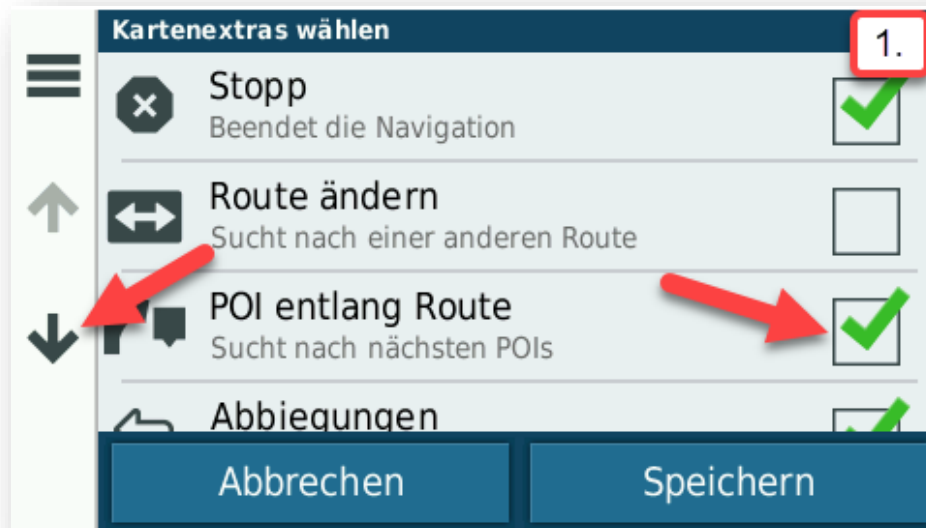 Kartenextras wählen
1.
Stopp
Beendet die Navigation
Route ändern
Sucht nach einer anderen Route
POI entlang Route
Sucht nach nächsten POIs
Abbiegungen
Abbrechen
Speichern